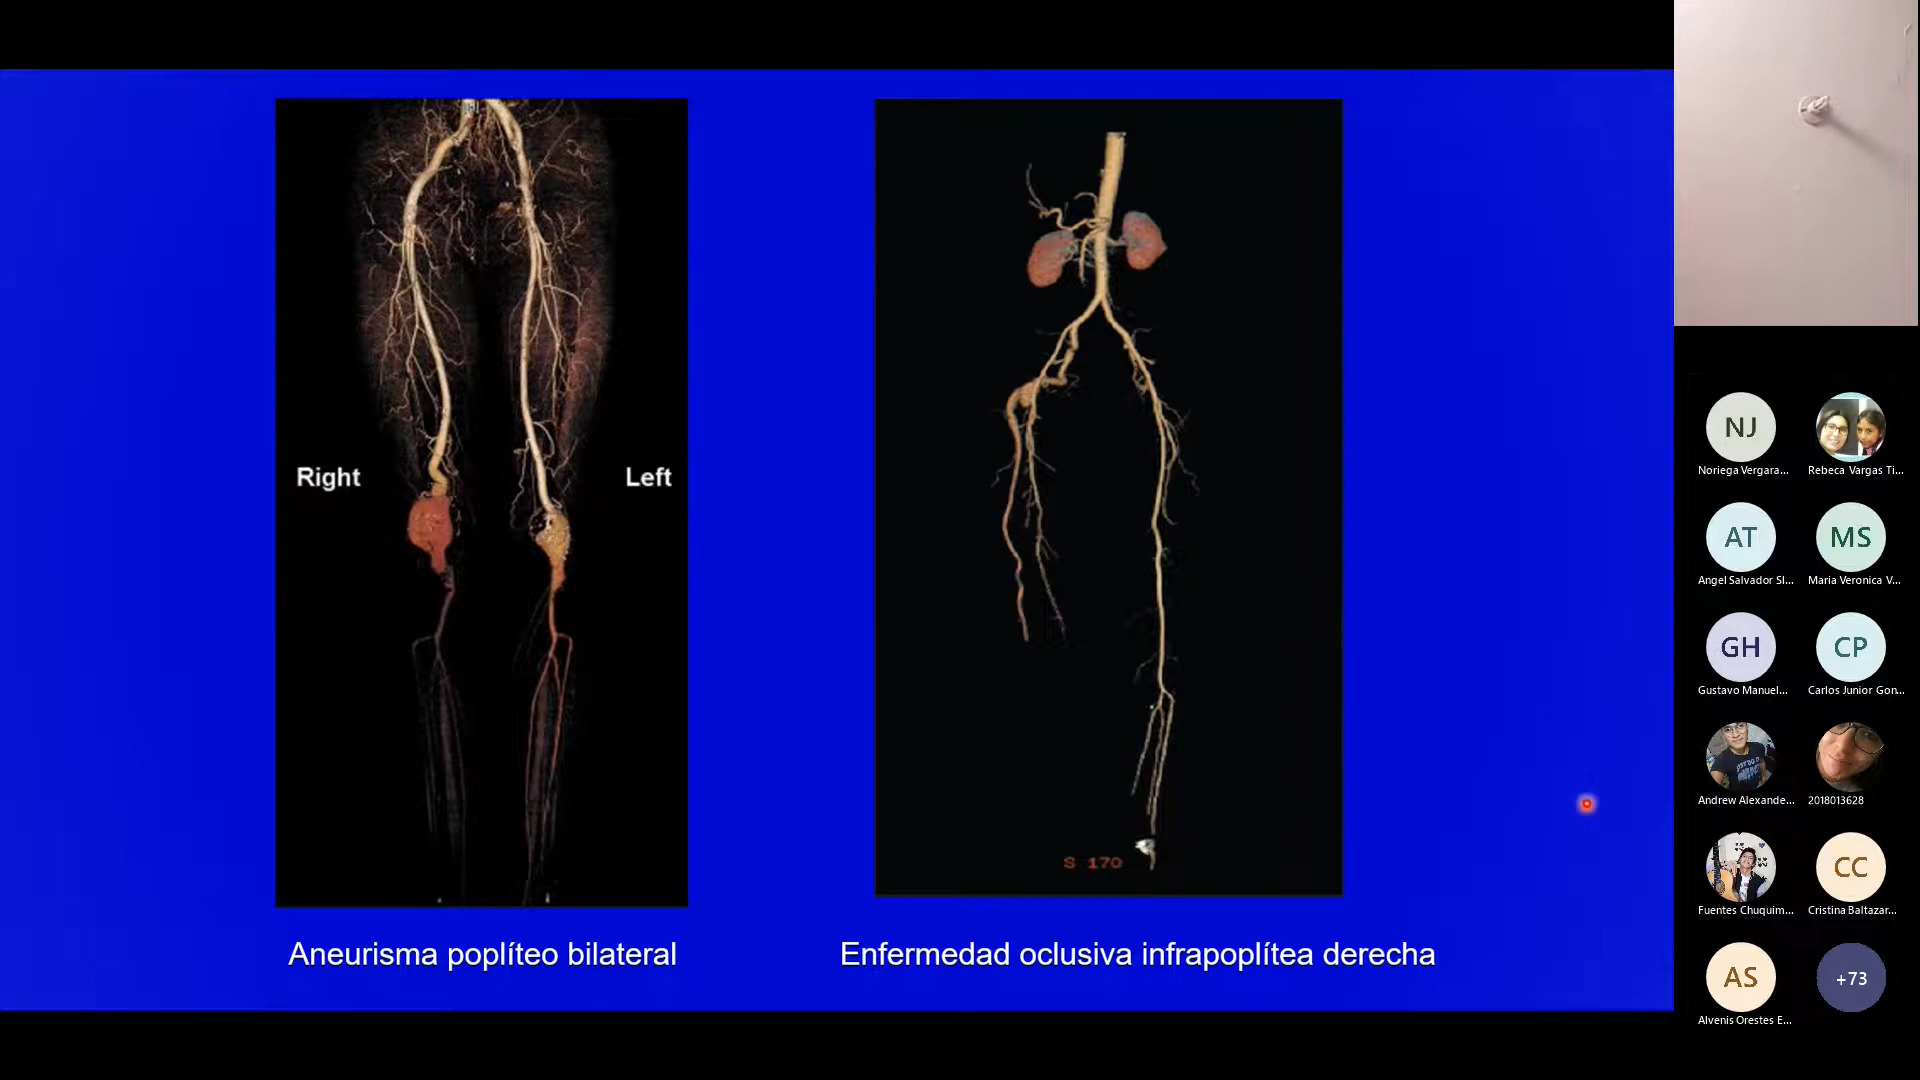 Right
Left
S 170
Aneurisma poplíteo bilateral
Enfermedad oclusiva infrapoplítea derecha
NJ
Noriega Vergara...
Rebeca Vargas Ti...
AT
Angel Salvador Sl...
MS
Maria Veronica V...
GH
Gustavo Manuel...
CP
Carlos Junior Gon...
Andrew Alexande...
2018013628
Fuentes Chuquim...
CC
Cristina Baltazar...
AS
Alvenis Orestes E...
+73